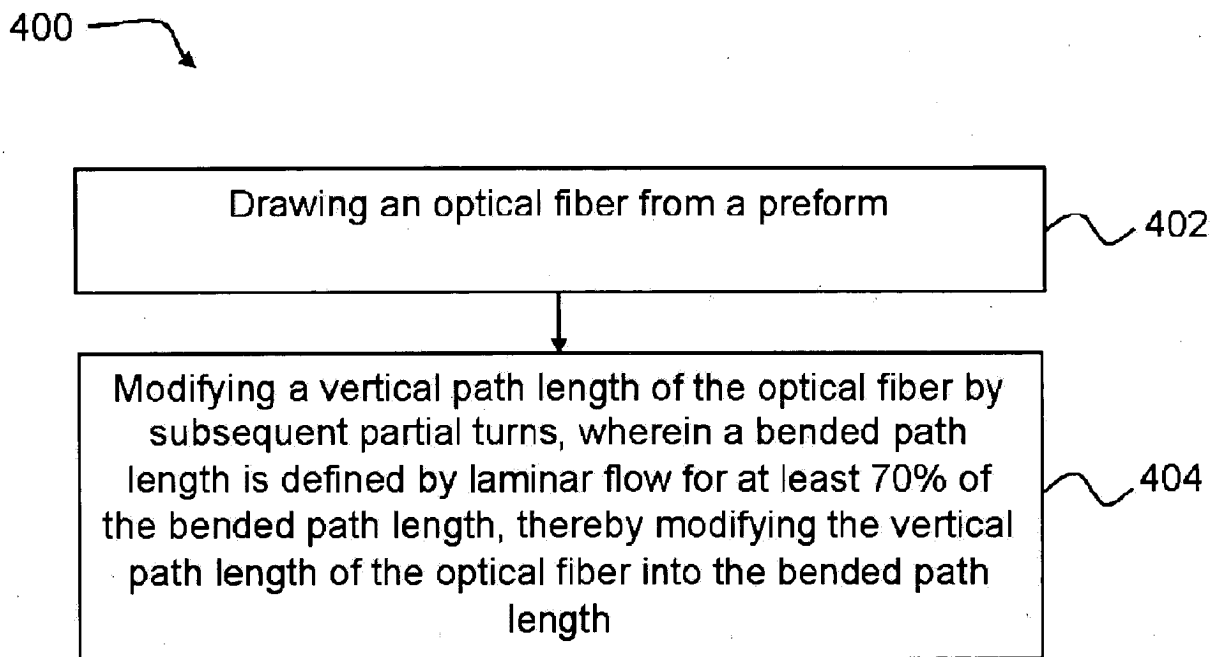 400
Drawing an optical fiber from a preform
402
Modifying a vertical path length of the optical fiber by
subsequent partial turns, wherein a bended path
length is defined by laminar flow for at least 70% of
the bended path length, thereby modifying the vertical
path length of the optical fiber into the bended path
length
404